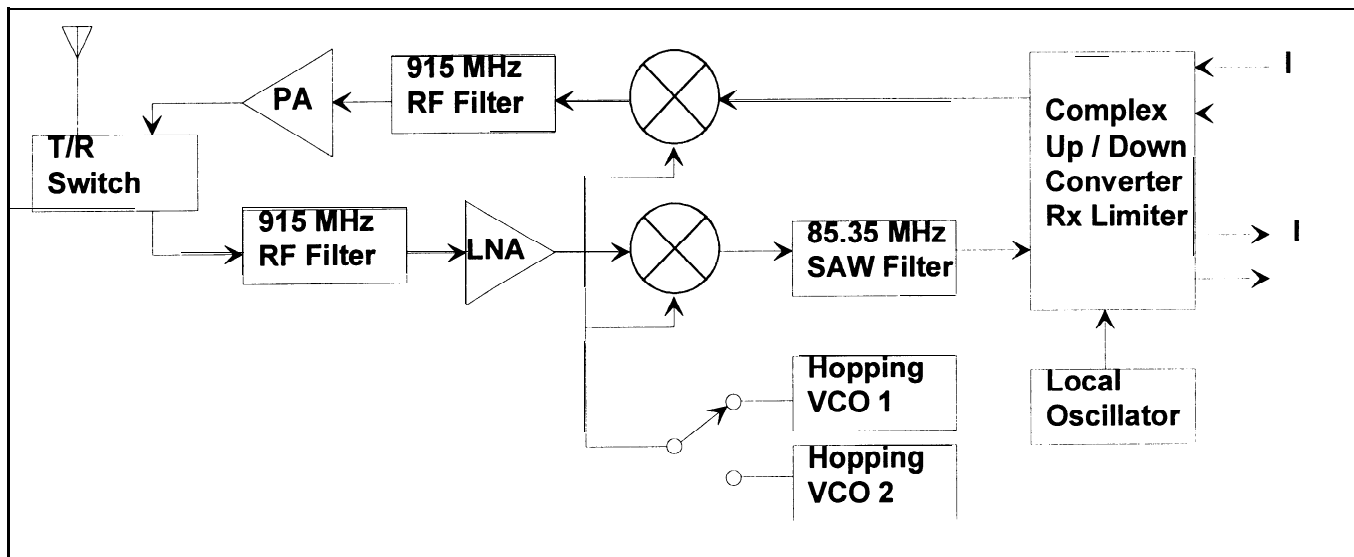 PA
915 MHz
RF Filter
I
Complex
Up / Down
Converter
Rx Limiter
T/R
Switch
915 MHz
RF Filter
LNA
85.35 MHz
SAW Filter
I
Hopping
VCO 1
Local
Oscillator
Hopping
VCO 2